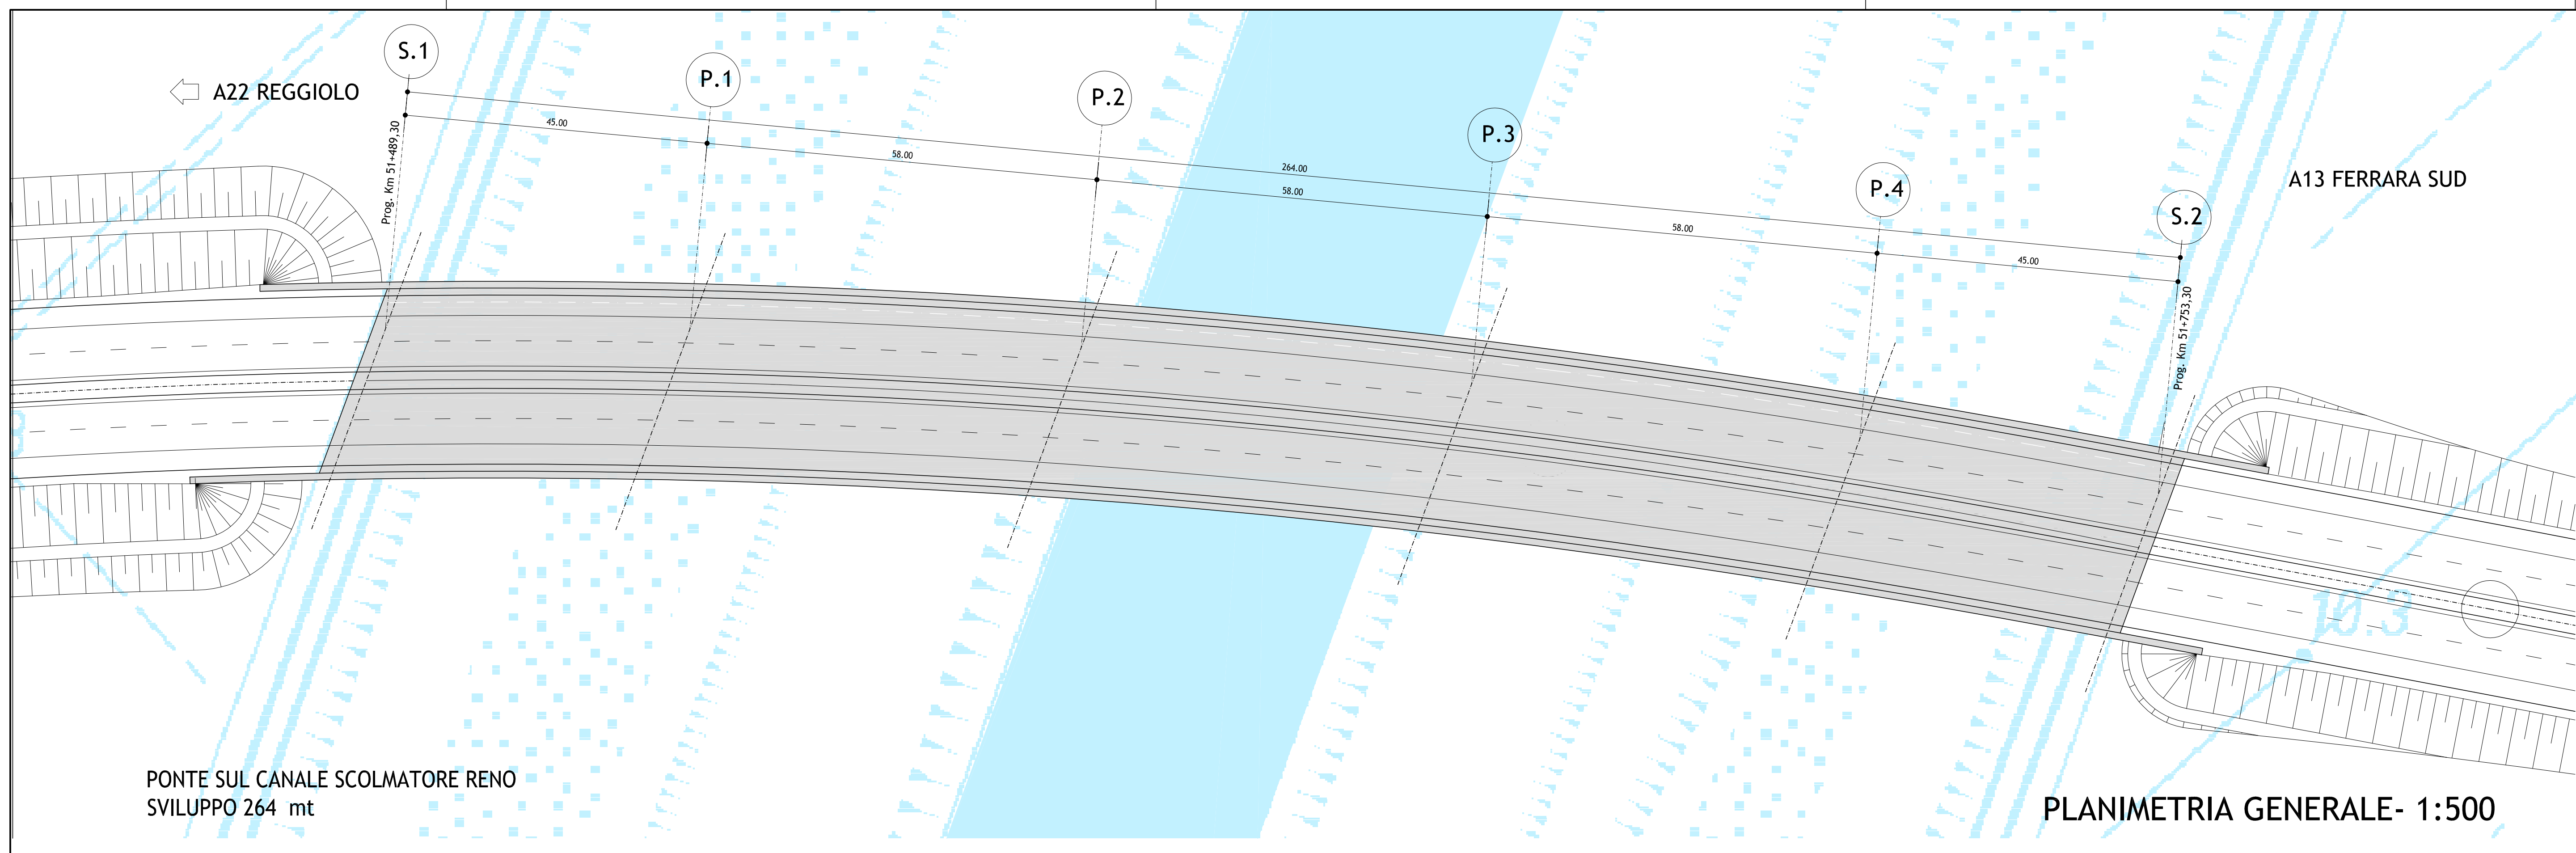 S.1
P.1
P.2
P.3
P.4
S.2
A22 REGGIOLO
A13 FERRARA SUD
45.00
58.00
264.00
58.00
58.00
45.00
Prog. Km 51+489,30
Prog. Km 51+753,30
10.3
PONTE SUL CANALE SCOLMATORE RENO
SVILUPPO 264 mt
PLANIMETRIA GENERALE- 1:500